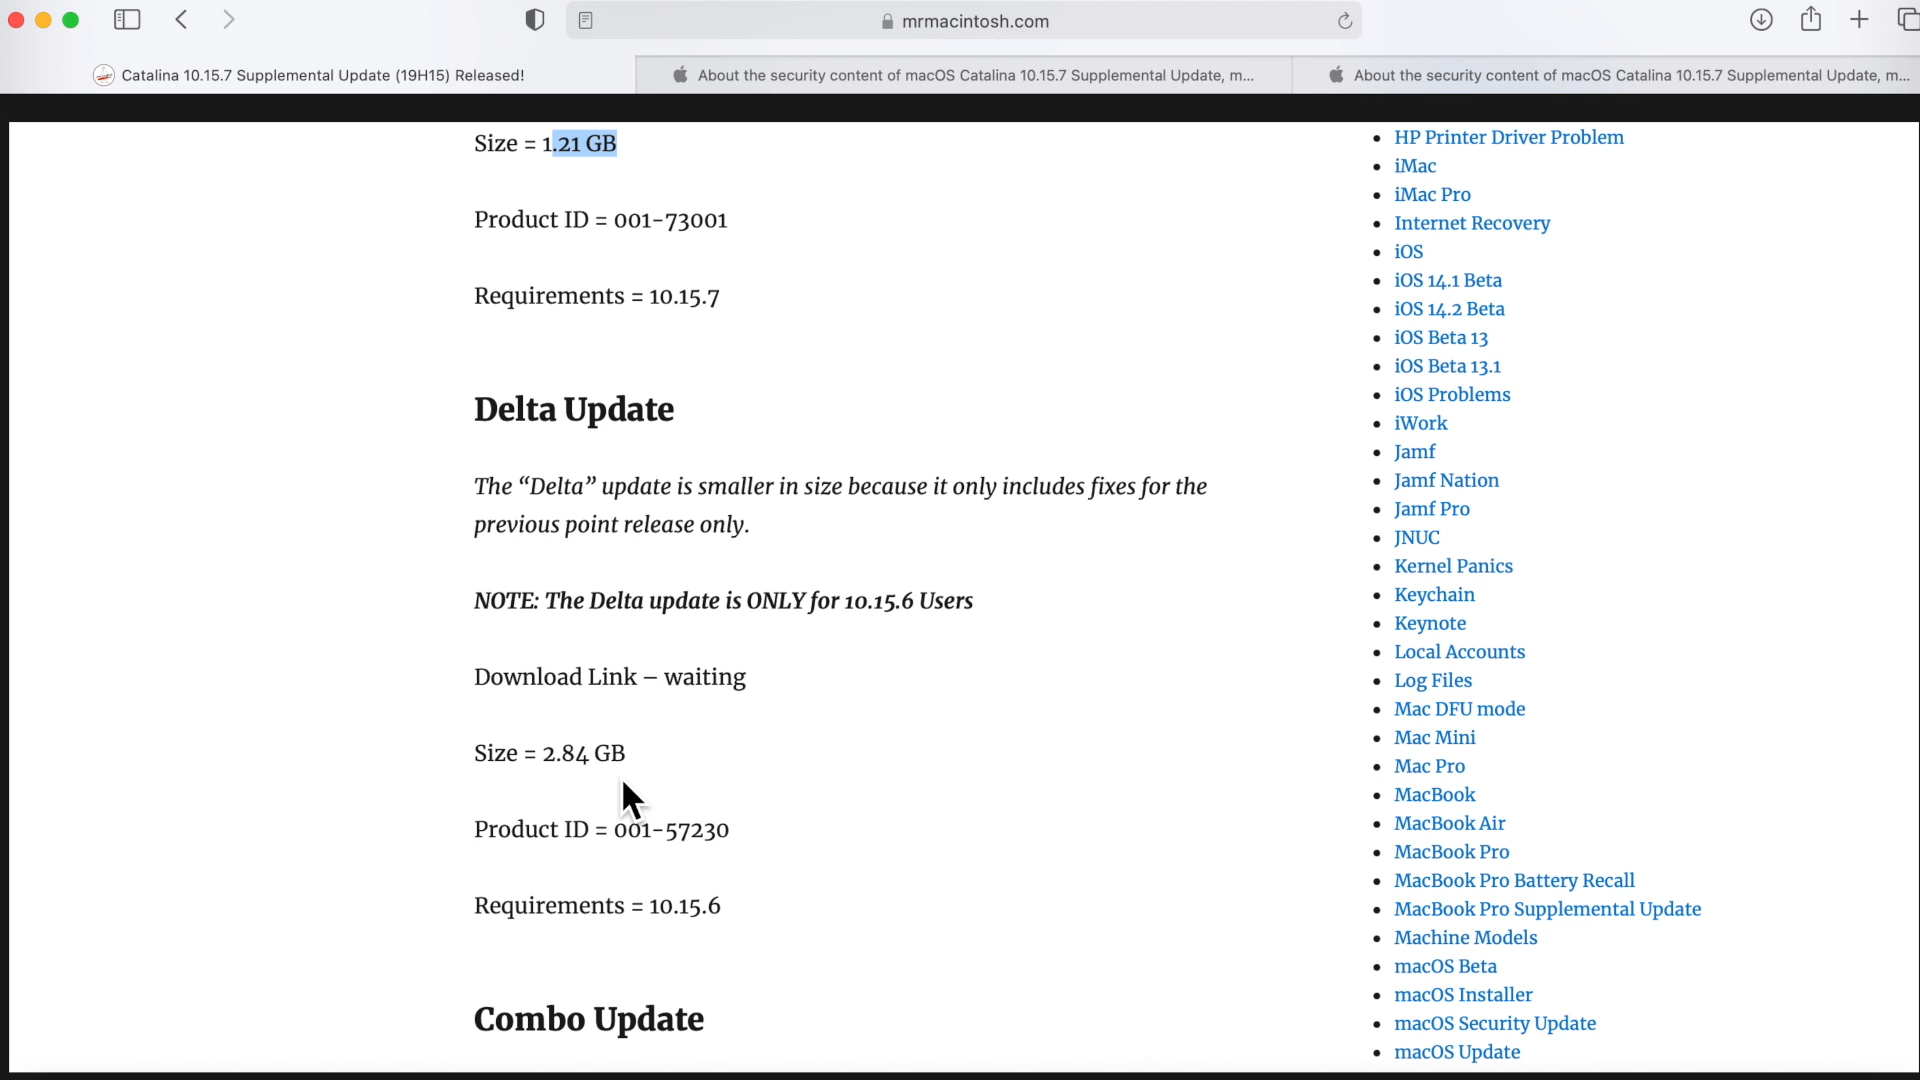 mrmacintosh.com
Catalina 10.15.7 Supplemental Update (19H15) Released!
About the security content of macOS Catalina 10.15.7 Supplemental Update, m...
About the security content of macOS Catalina 10.15.7 Supplemental Update, m...
Size = 1.21 GB
Product ID = 001-73001
Requirements = 10.15.7
Delta Update
The “Delta” update is smaller in size because it only includes fixes for the
previous point release only.
NOTE: The Delta update is ONLY for 10.15.6 Users
Download Link – waiting
Size = 2.84 GB
Product ID = 001-57230
Requirements = 10.15.6
Combo Update
HP Printer Driver Problem
iMac
iMac Pro
Internet Recovery
iOS
iOS 14.1 Beta
iOS 14.2 Beta
iOS Beta 13
iOS Beta 13.1
iOS Problems
iWork
Jamf
Jamf Nation
Jamf Pro
JNUC
Kernel Panics
Keychain
Keynote
Local Accounts
Log Files
Mac DFU mode
Mac Mini
Mac Pro
MacBook
MacBook Air
MacBook Pro
MacBook Pro Battery Recall
MacBook Pro Supplemental Update
Machine Models
macOS Beta
macOS Installer
macOS Security Update
macOS Update